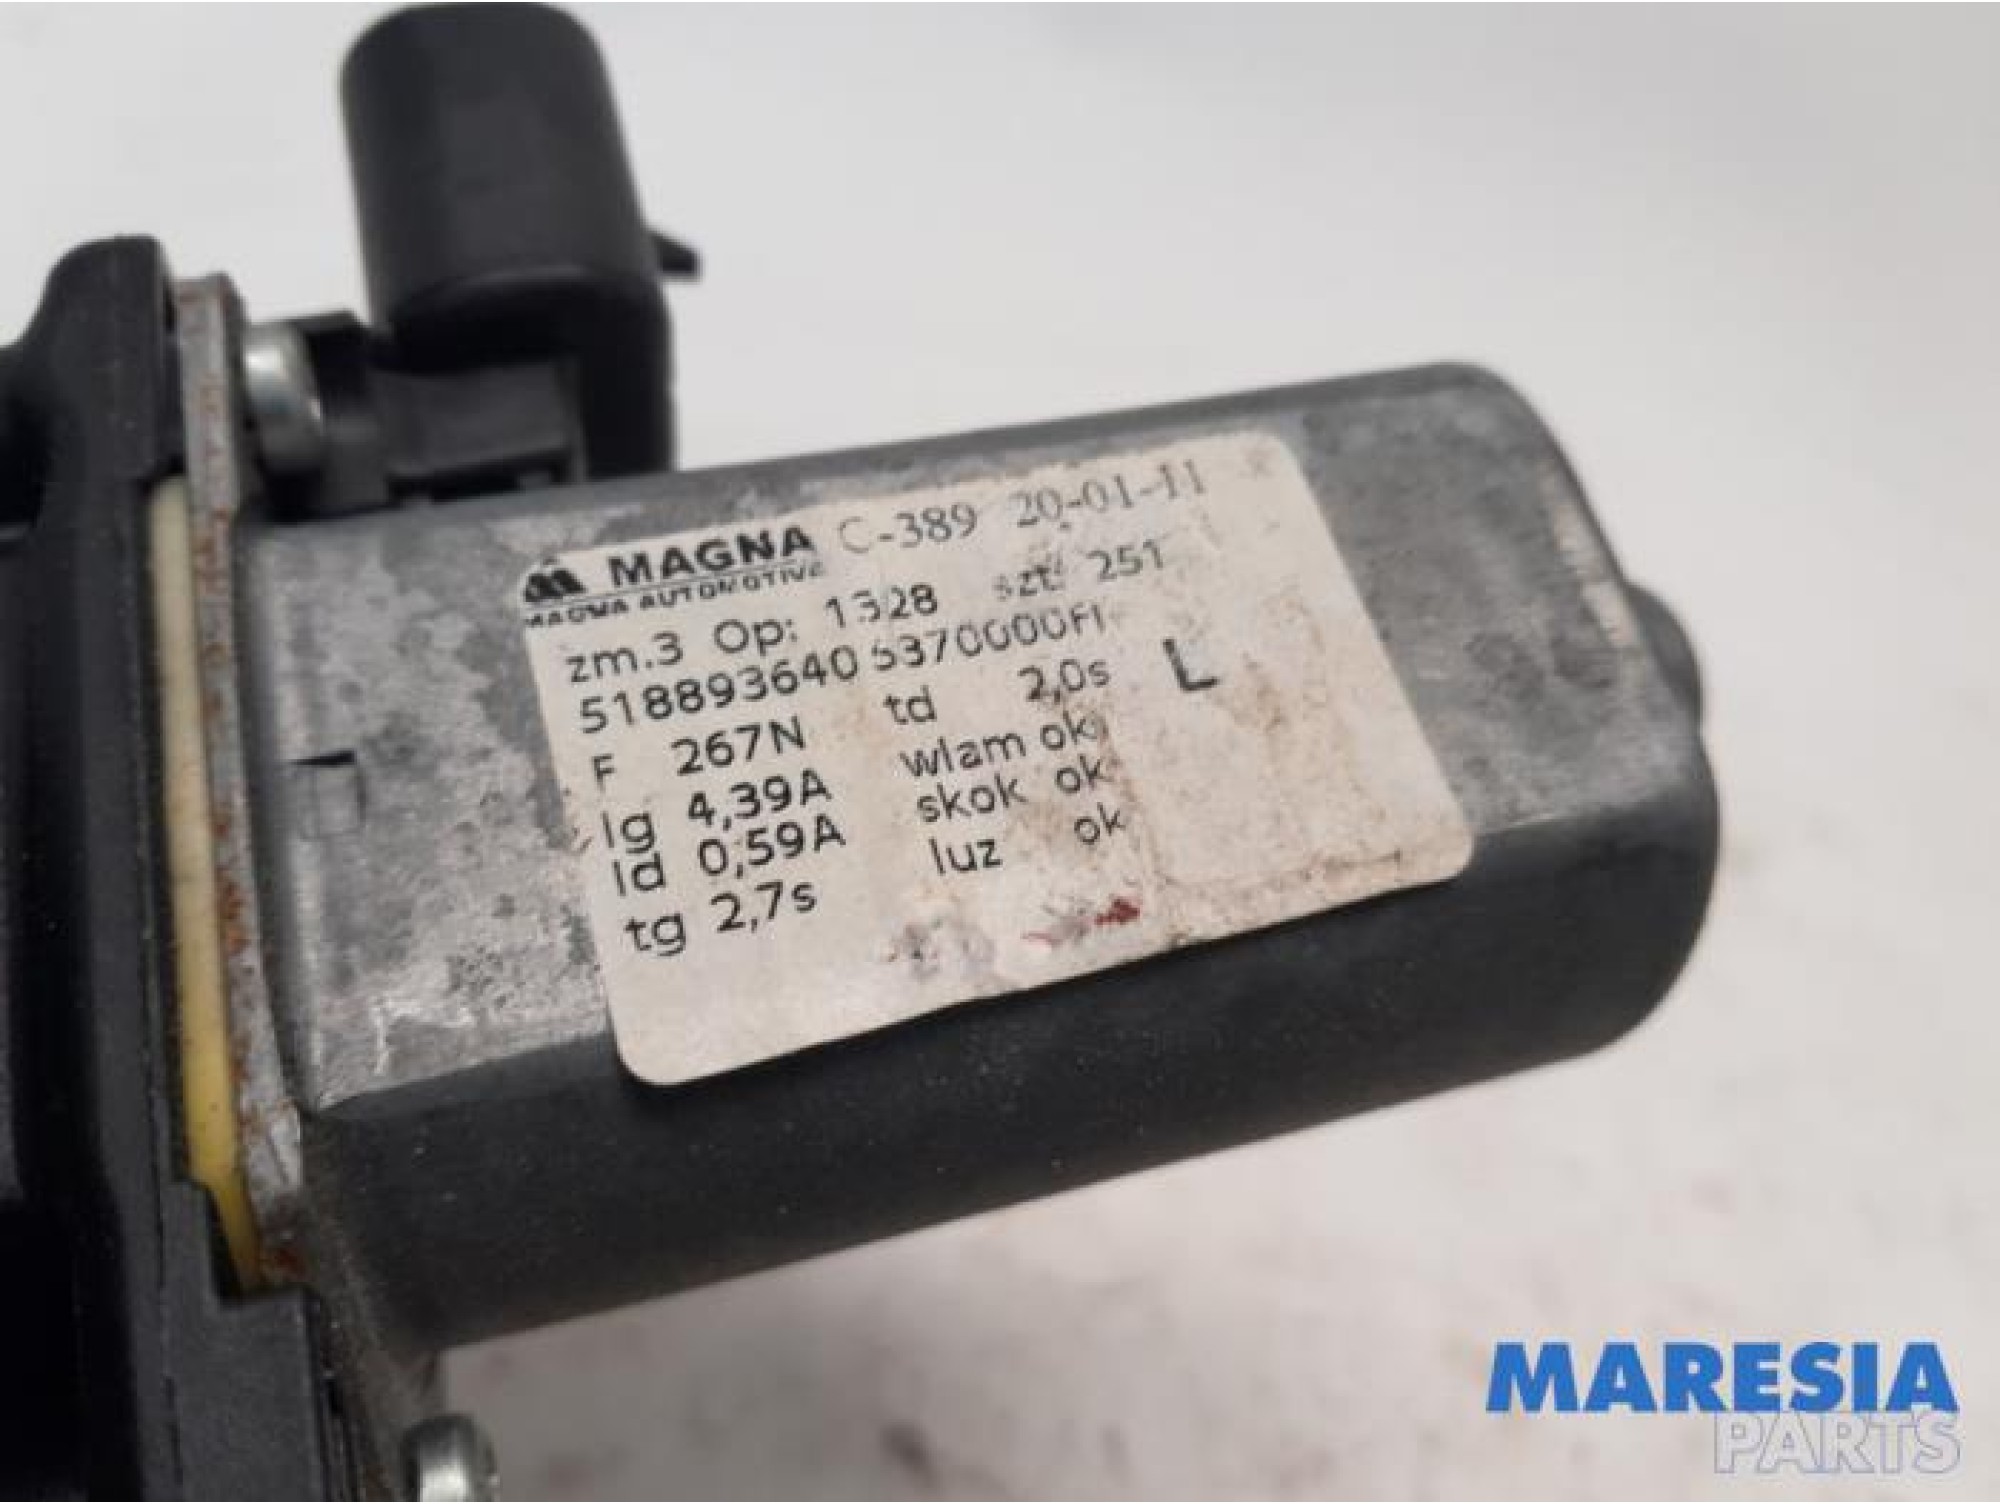 MAGNA C-389 20-01-11
MAGNA AUTOMOTIVE
zm.3 Op: 1328 szt: 251
518893640 5370000FI
F 267N td 2,0s L
Ig 4,39A wlam ok
Id 0,59A skok ok
tg 2,7s luz ok
MARESIA
PARTS